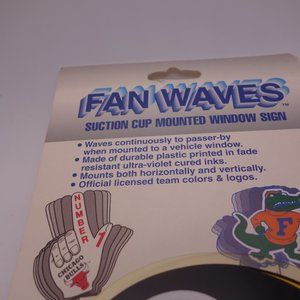 FAN WAVES™
SUCTION CUP MOUNTED WINDOW SIGN
• Waves continuously to passer-by
when mounted to a vehicle window.
• Made of durable plastic printed in fade
resistant ultra-violet cured inks.
• Mounts both horizontally and vertically.
• Official licensed team colors & logos.
NUMBER
1
CHICAGO
BULLS
F